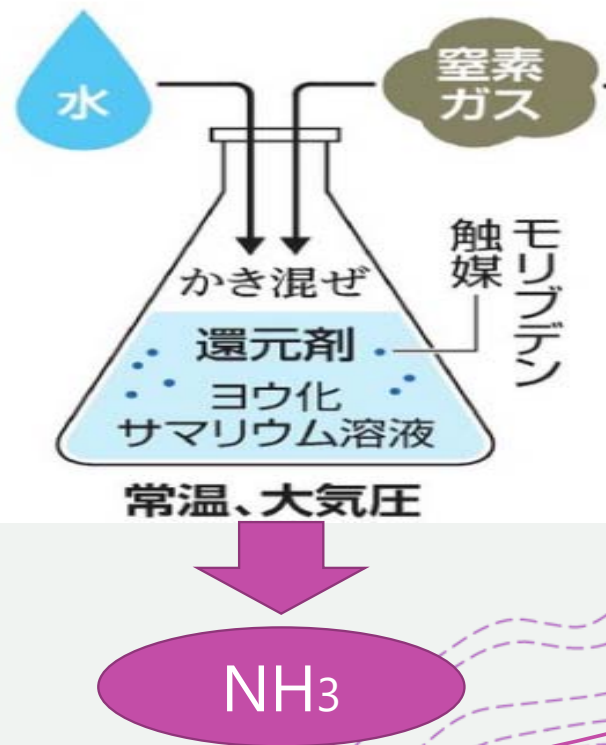 水
窒素
ガス
かき混ぜ
モリブデン
触媒
還元剤
ヨウ化
サマリウム溶液
常温、大気圧
NH3